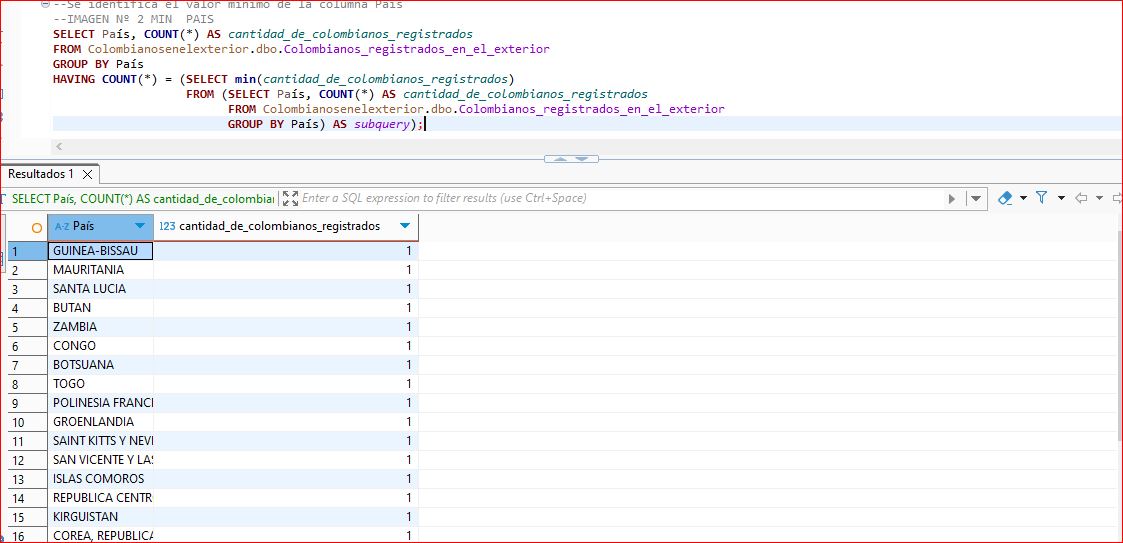 --Se identifica el valor mínimo de la columna País
--IMAGEN Nº 2 MIN  PAIS
SELECT País, COUNT(*) AS cantidad_de_colombianos_registrados
FROM Colombianosenelexterior.dbo.Colombianos_registrados_en_el_exterior
GROUP BY País
HAVING COUNT(*) = (SELECT min(cantidad_de_colombianos_registrados)
FROM (SELECT País, COUNT(*) AS cantidad_de_colombianos_registrados
FROM Colombianosenelexterior.dbo.Colombianos_registrados_en_el_exterior
GROUP BY País) AS subquery);
Resultados 1
SELECT País, COUNT(*) AS cantidad_de_colombiar Enter a SQL expression to filter results (use Ctrl+Space)
A-Z País 123 cantidad_de_colombianos_registrados
1 GUINEA-BISSAU 1
2 MAURITANIA 1
3 SANTA LUCIA 1
4 BUTAN 1
5 ZAMBIA 1
6 CONGO 1
7 BOTSUANA 1
8 TOGO 1
9 POLINESIA FRANCI 1
10 GROENLANDIA 1
11 SAINT KITTS Y NEVI 1
12 SAN VICENTE Y LAS 1
13 ISLAS COMOROS 1
14 REPUBLICA CENTR 1
15 KIRGUISTAN 1
16 COREA, REPUBLICA 1